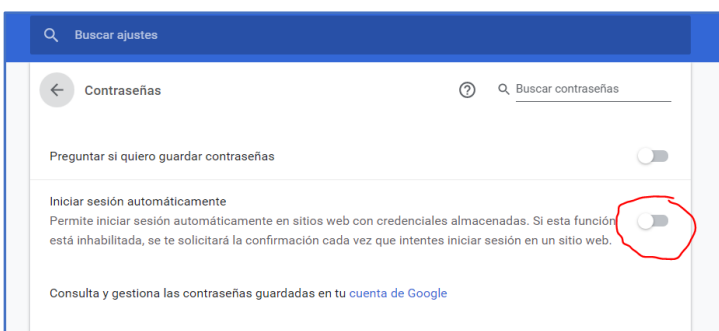 Buscar ajustes
Contraseñas
Buscar contraseñas
Preguntar si quiero guardar contraseñas
Iniciar sesión automáticamente
Permite iniciar sesión automáticamente en sitios web con credenciales almacenadas. Si esta función
está inhabilitada, se te solicitará la confirmación cada vez que intentes iniciar sesión en un sitio web.
Consulta y gestiona las contraseñas guardadas en tu cuenta de Google